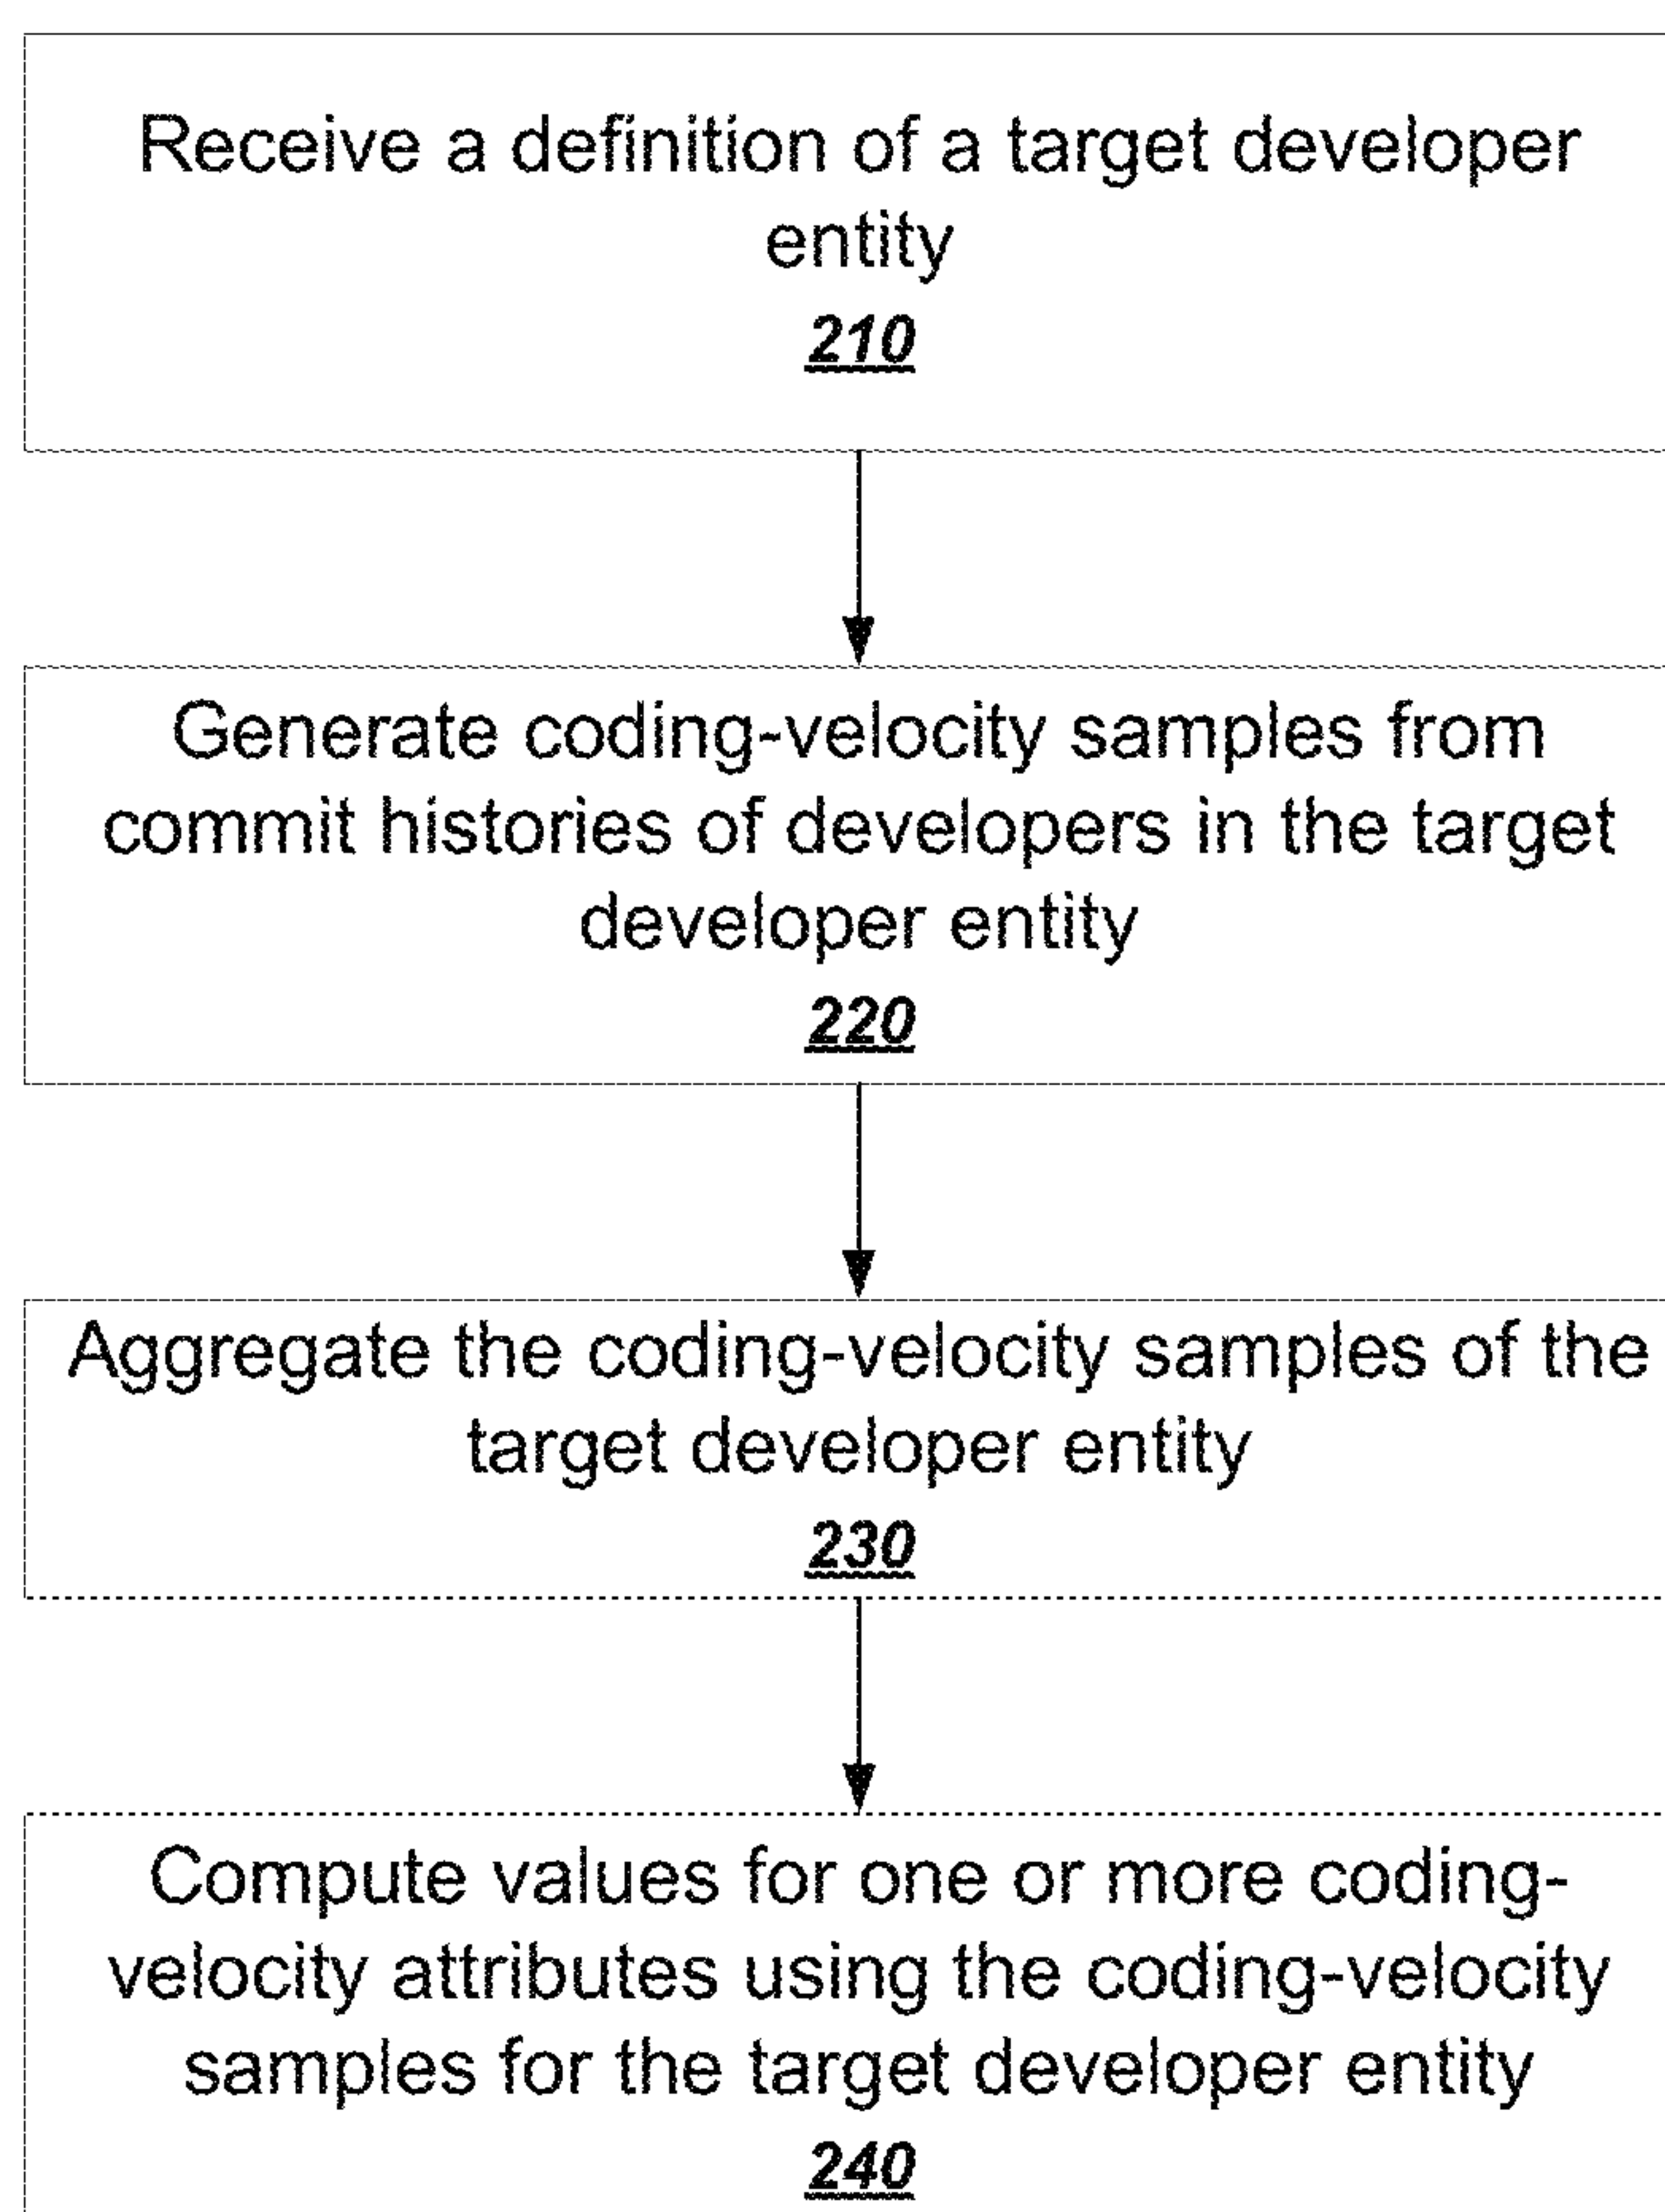 Receive a definition of a target developer
entity
210
Generate coding-velocity samples from
commit histories of developers in the target
developer entity
220
Aggregate the coding-velocity samples of the
target developer entity
230
Compute values for one or more coding-
velocity attributes using the coding-velocity
samples for the target developer entity
240